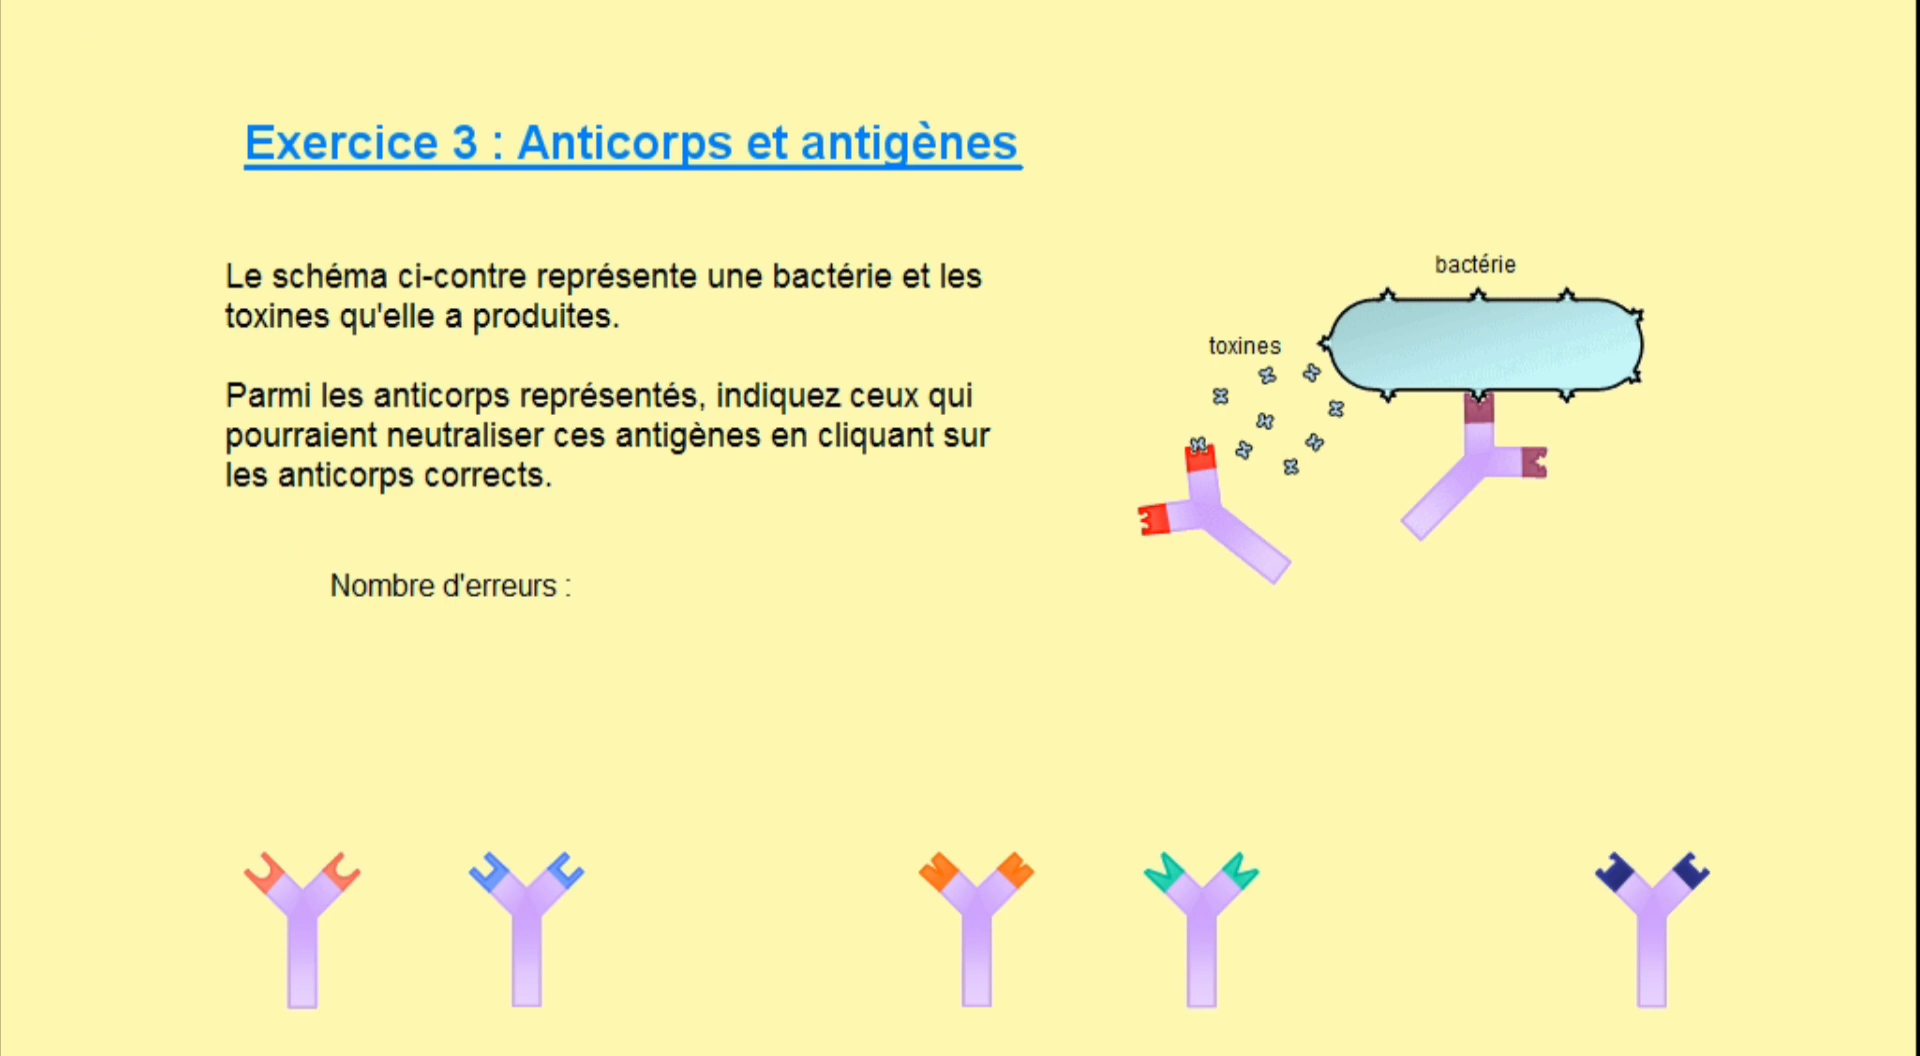 Exercice 3 : Anticorps et antigènes
Le schéma ci-contre représente une bactérie et les
toxines qu'elle a produites.
Parmi les anticorps représentés, indiquez ceux qui
pourraient neutraliser ces antigènes en cliquant sur
les anticorps corrects.
Nombre d'erreurs :
bactérie
toxines